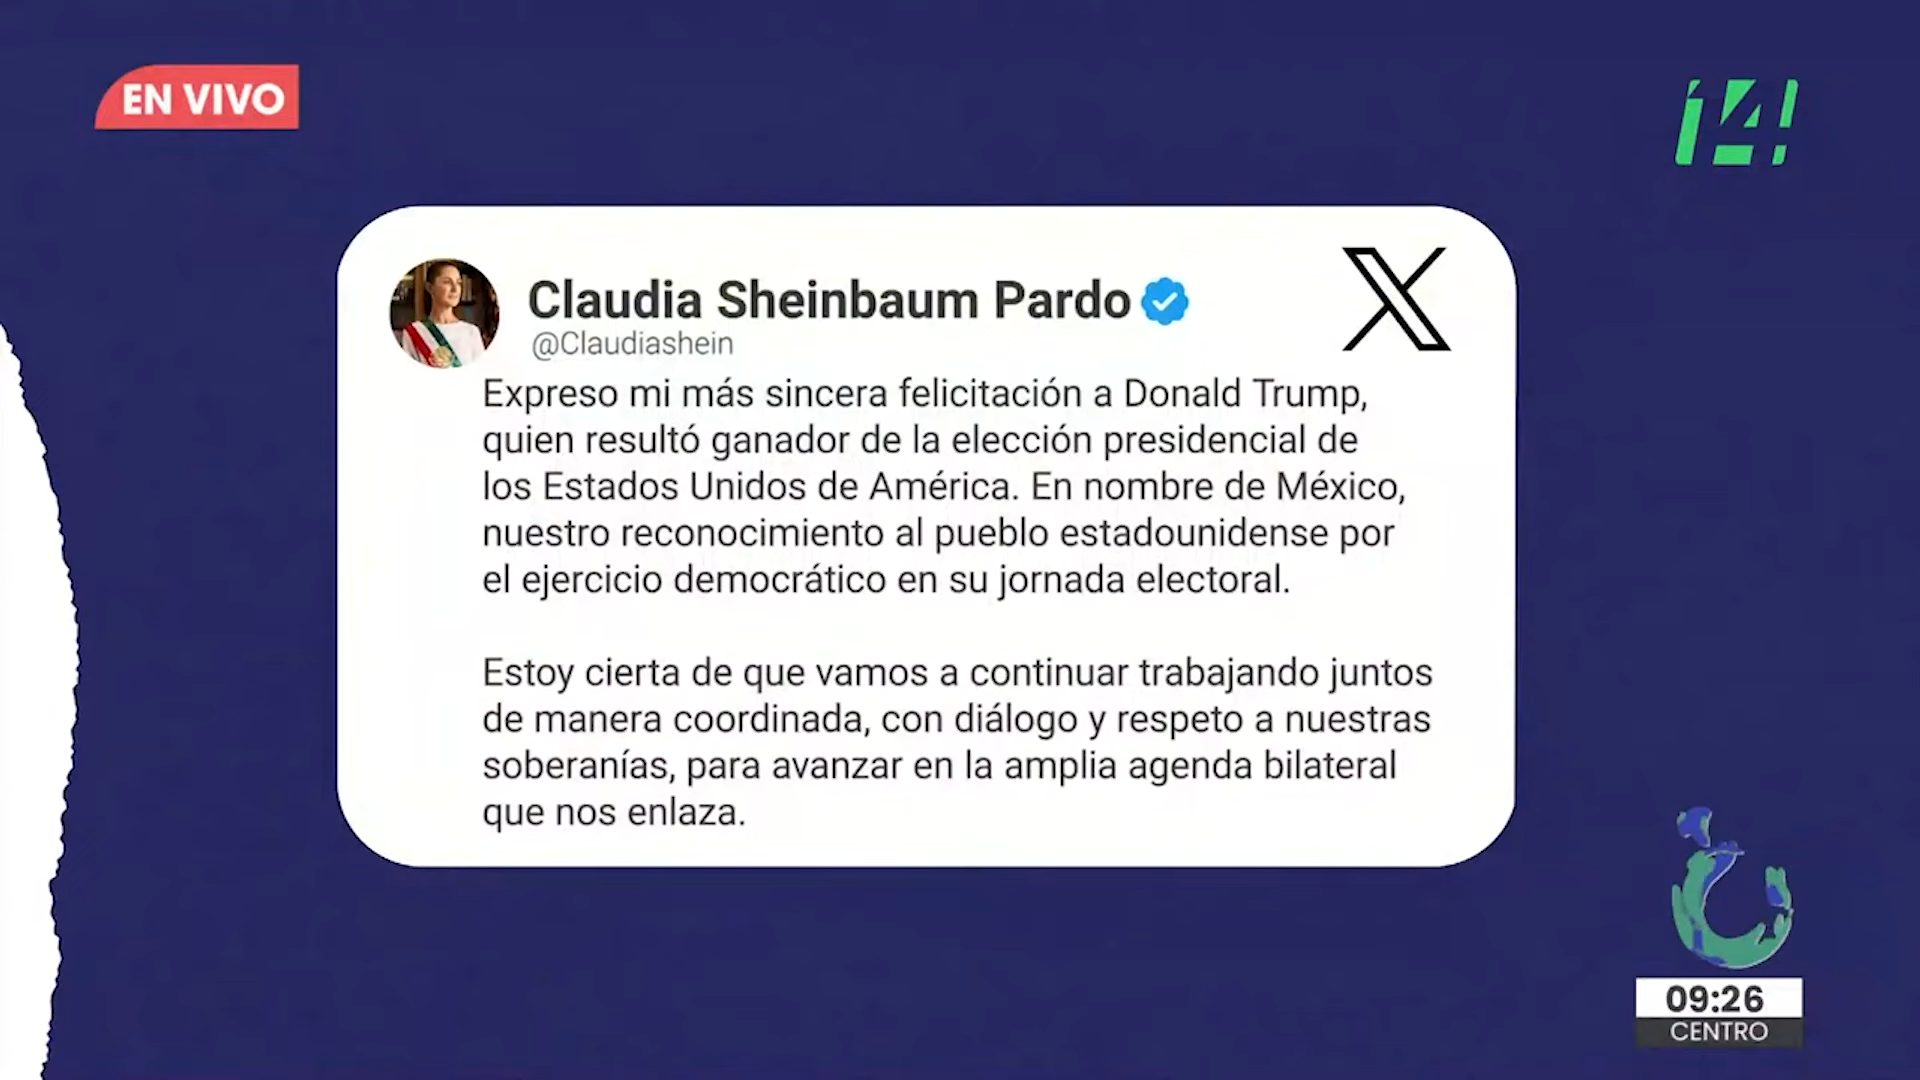 EN VIVO
14!
Claudia Sheinbaum Pardo
@Claudiashein
Expreso mi más sincera felicitación a Donald Trump,
quien resultó ganador de la elección presidencial de
los Estados Unidos de América. En nombre de México,
nuestro reconocimiento al pueblo estadounidense por
el ejercicio democrático en su jornada electoral.
Estoy cierta de que vamos a continuar trabajando juntos
de manera coordinada, con diálogo y respeto a nuestras
soberanías, para avanzar en la amplia agenda bilateral
que nos enlaza.
09:26
CENTRO